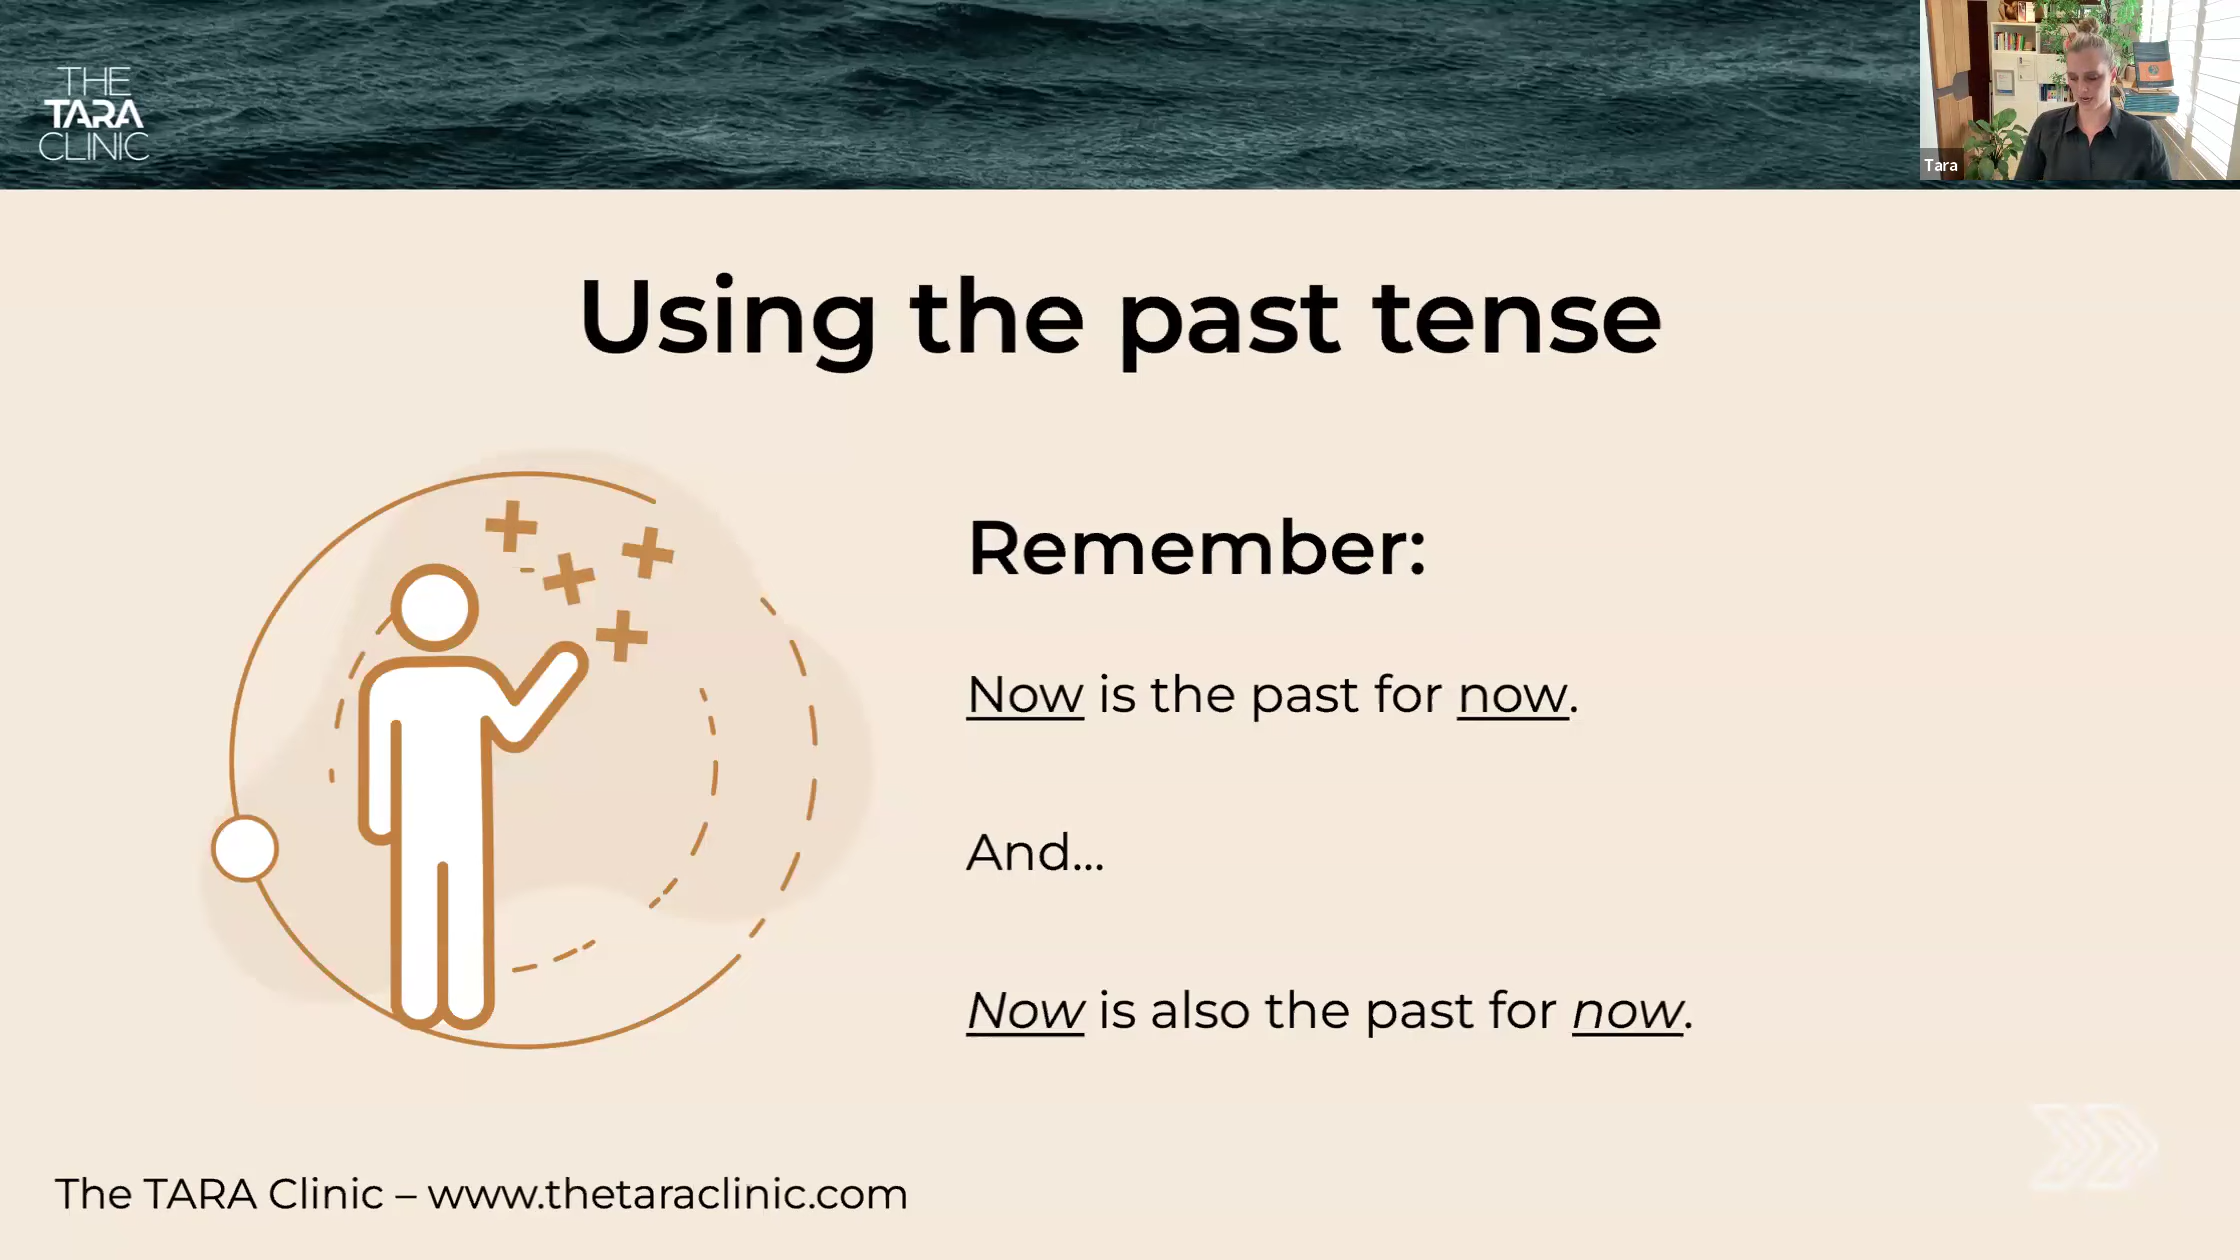 THE
TARA
CLINIC
Tara
Using the past tense
Remember:
Now is the past for now.
And...
Now is also the past for now.
The TARA Clinic – www.thetaraclinic.com